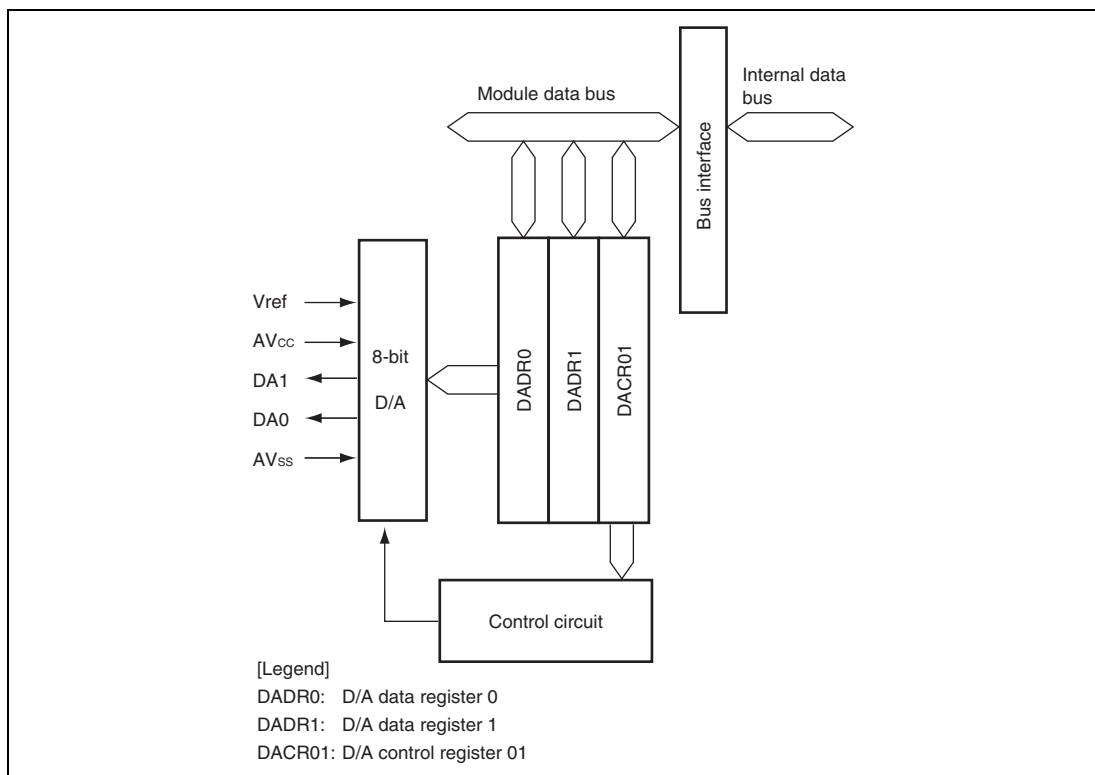 Module data bus
Internal data
bus
Bus interface
Vref
AVCC
DA1
DA0
AVSS
8-bit
D/A
DADR0
DADR1
DACR01
Control circuit
[Legend]
DADR0: D/A data register 0
DADR1: D/A data register 1
DACR01: D/A control register 01